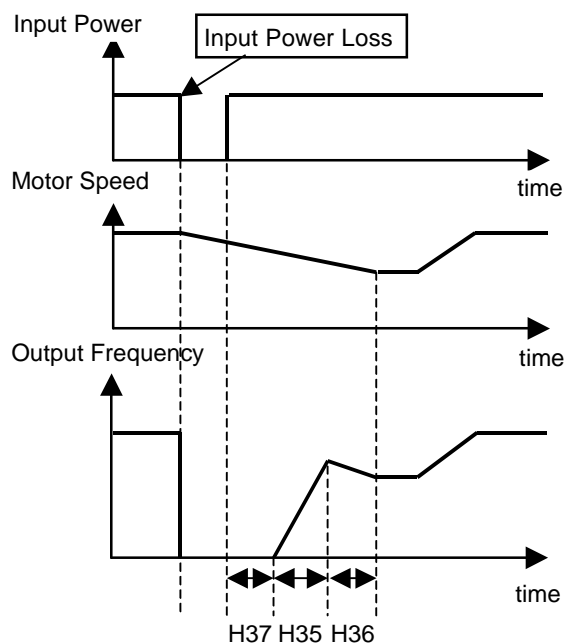 Input Power
Input Power Loss
time
Motor Speed
time
Output Frequency
time
H37 H35 H36